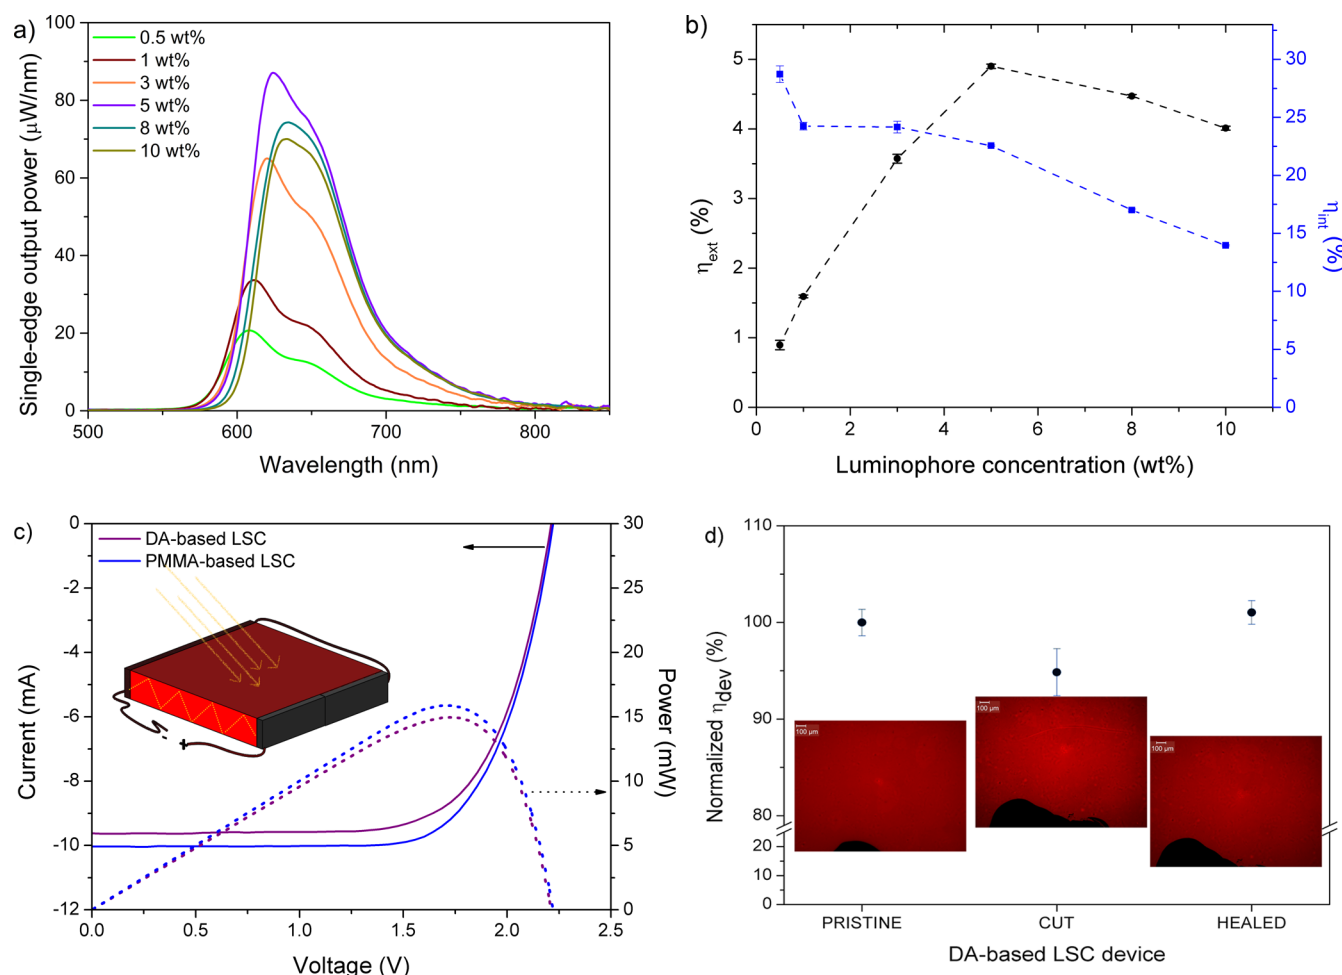 a)
Single-edge output power (μW/nm)
100
80
60
40
20
0
0.5 wt%
1 wt%
3 wt%
5 wt%
8 wt%
10 wt%
500
600
700
800
Wavelength (nm)
b)
ηext (%)
5
4
3
2
1
0
30
25
20
15
10
5
0
ηint (%)
0
2
4
6
8
10
Luminophore concentration (wt%)
c)
Current (mA)
0
-2
-4
-6
-8
-10
-12
DA-based LSC
PMMA-based LSC
- +
30
25
20
15
10
5
0
Power (mW)
0.0
0.5
1.0
1.5
2.0
2.5
Voltage (V)
d)
Normalized ηdev (%)
110
100
90
80
20
10
0
100 μm
100 μm
100 μm
PRISTINE
CUT
HEALED
DA-based LSC device